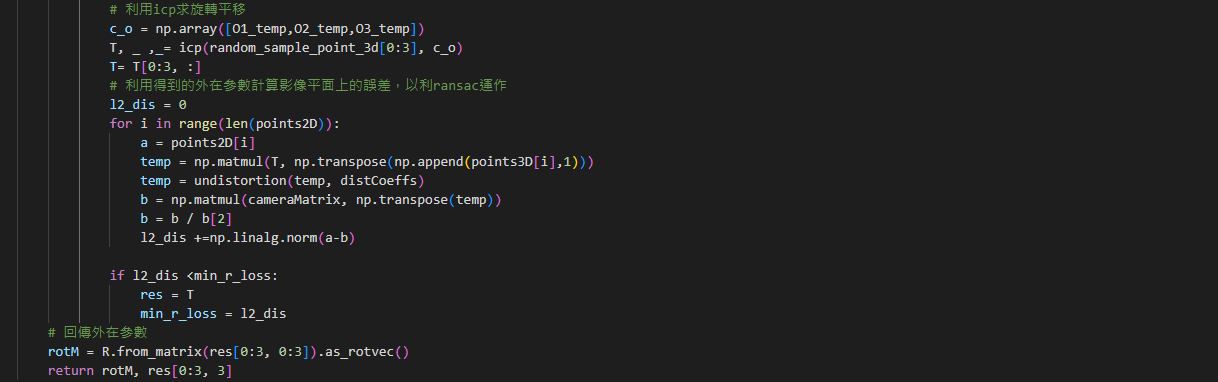 # 利用icp求旋轉平移
c_o = np.array([O1_temp,O2_temp,O3_temp])
T, _ ,_= icp(random_sample_point_3d[0:3], c_o)
T= T[0:3, :]
# 利用得到的外在參數計算影像平面上的誤差，以利ransac運作
l2_dis = 0
for i in range(len(points2D)):
    a = points2D[i]
    temp = np.matmul(T, np.transpose(np.append(points3D[i],1)))
    temp = undistortion(temp, distCoeffs)
    b = np.matmul(cameraMatrix, np.transpose(temp))
    b = b / b[2]
    l2_dis +=np.linalg.norm(a-b)
if l2_dis <min_r_loss:
    res = T
    min_r_loss = l2_dis
# 回傳外在參數
rotM = R.from_matrix(res[0:3, 0:3]).as_rotvec()
return rotM, res[0:3, 3]